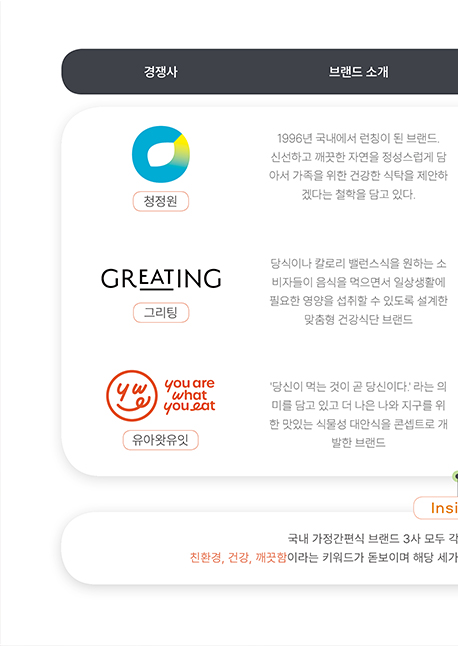 경쟁사
브랜드 소개
청정원
1996년 국내에서 런칭이 된 브랜드.
신선하고 깨끗한 자연을 정성스럽게 담
아서 가족을 위한 건강한 식탁을 제안하
겠다는 철학을 담고 있다.
GREATING
그리팅
당식이나 칼로리 밸런스식을 원하는 소
비자들이 음식을 먹으면서 일상생활에
필요한 영양을 섭취할 수 있도록 설계한
맞춤형 건강식단 브랜드
yw
e
you are
what
you eat
유아왓유잇
'당신이 먹는 것이 곧 당신이다.' 라는 의
미를 담고 있고 더 나은 나와 지구를 위
한 맛있는 식물성 대안식을 콘셉트로 개
발한 브랜드
Insi
국내 가정간편식 브랜드 3사 모두 각
친환경, 건강, 깨끗함이라는 키워드가 돋보이며 해당 세가